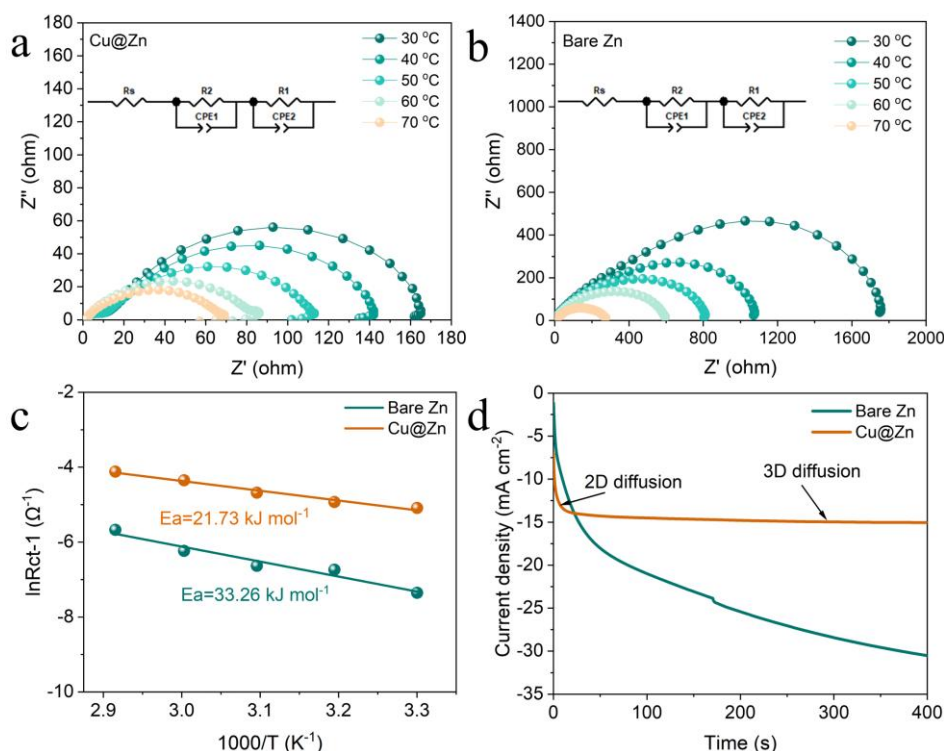 a
Cu@Zn
30 °C
40 °C
50 °C
60 °C
70 °C
Rs
R2
R1
CPE1
CPE2
Z'' (ohm)
180
160
140
120
100
80
60
40
20
0
0 20 40 60 80 100 120 140 160 180
Z' (ohm)
b
Bare Zn
30 °C
40 °C
50 °C
60 °C
70 °C
Rs
R2
R1
CPE1
CPE2
Z'' (ohm)
1400
1200
1000
800
600
400
200
0
0 400 800 1200 1600 2000
Z' (ohm)
c
Bare Zn
Cu@Zn
Ea=21.73 kJ mol⁻¹
Ea=33.26 kJ mol⁻¹
lnRct-1 (Ω⁻¹)
-2
-4
-6
-8
-10
2.9 3.0 3.1 3.2 3.3
1000/T (K⁻¹)
d
Bare Zn
Cu@Zn
2D diffusion
3D diffusion
Current density (mA cm⁻²)
0
-5
-10
-15
-20
-25
-30
-35
0 100 200 300 400
Time (s)